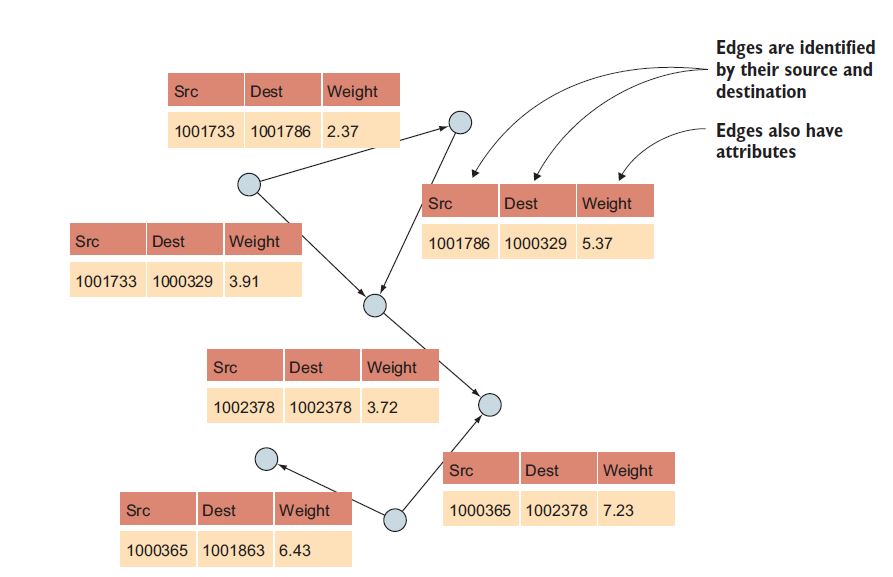 Edges are identified
by their source and
destination
Edges also have
attributes
Src Dest Weight
1001733 1001786 2.37
Src Dest Weight
1001786 1000329 5.37
Src Dest Weight
1001733 1000329 3.91
Src Dest Weight
1002378 1002378 3.72
Src Dest Weight
1000365 1002378 7.23
Src Dest Weight
1000365 1001863 6.43